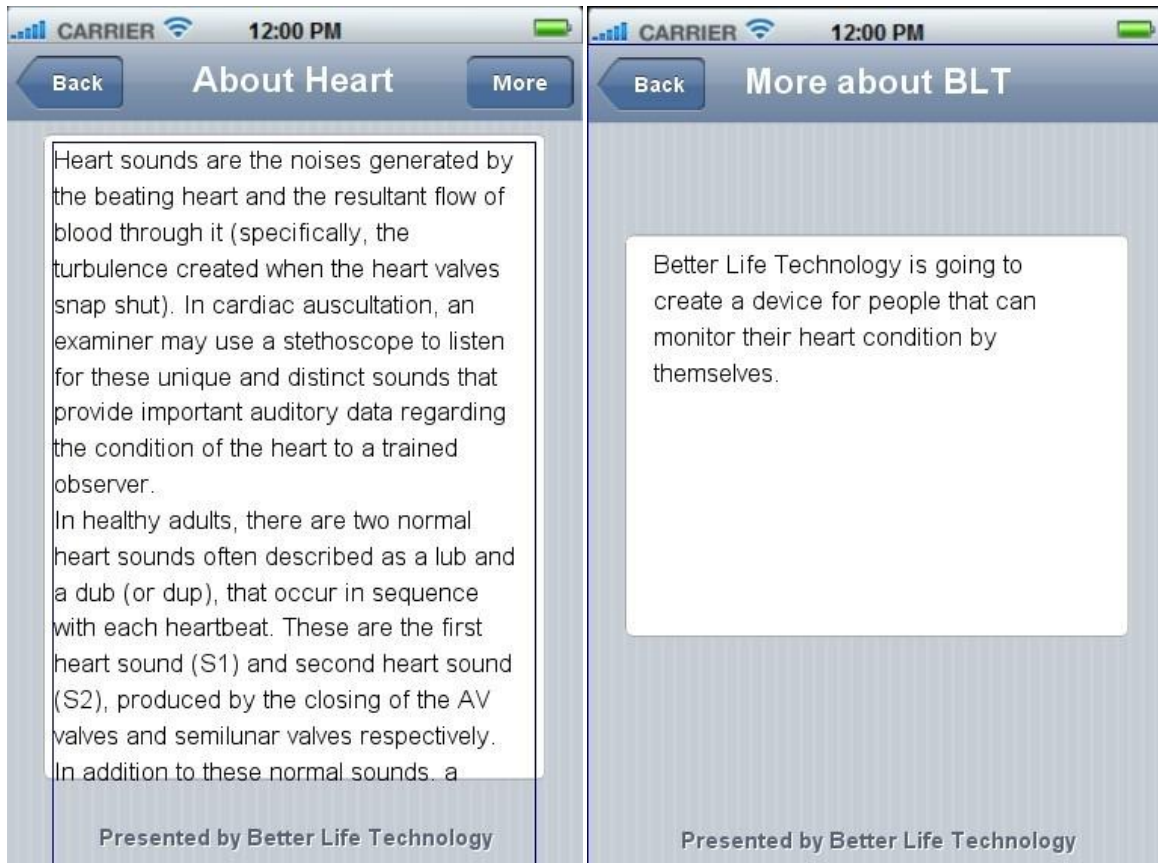 CARRIER 12:00 PM
Back About Heart More
Heart sounds are the noises generated by
the beating heart and the resultant flow of
blood through it (specifically, the
turbulence created when the heart valves
snap shut). In cardiac auscultation, an
examiner may use a stethoscope to listen
for these unique and distinct sounds that
provide important auditory data regarding
the condition of the heart to a trained
observer.
In healthy adults, there are two normal
heart sounds often described as a lub and
a dub (or dup), that occur in sequence
with each heartbeat. These are the first
heart sound (S1) and second heart sound
(S2), produced by the closing of the AV
valves and semilunar valves respectively.
In addition to these normal sounds, a
Presented by Better Life Technology
CARRIER 12:00 PM
Back More about BLT
Better Life Technology is going to
create a device for people that can
monitor their heart condition by
themselves.
Presented by Better Life Technology